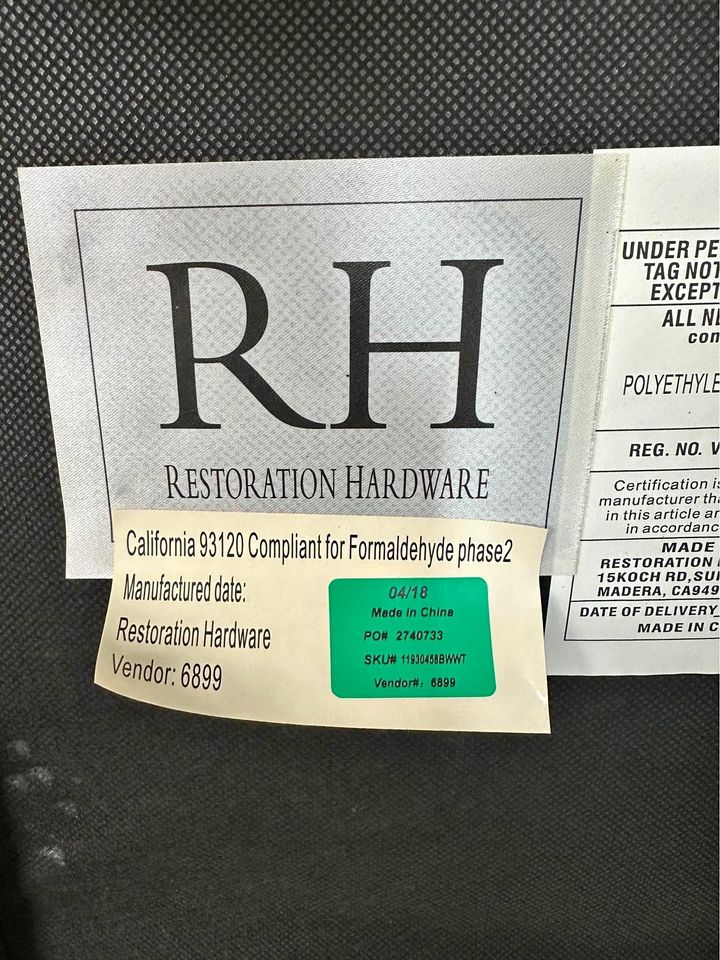 RH
RESTORATION HARDWARE
California 93120 Compliant for Formaldehyde phase2
Manufactured date:
Restoration Hardware
Vendor: 6899
04/18
Made in China
PO# 2740733
SKU# 11930458BWWT
Vendor#: 6899
UNDER PE
TAG NOT
EXCEPT
ALL NE
con
POLYETHYLE
REG. NO. V
Certification is
manufacturer tha
in this article ar
in accordanc
MADE
RESTORATION
15KOCH RD,SUI
MADERA, CA949
DATE OF DELIVERY
MADE IN C